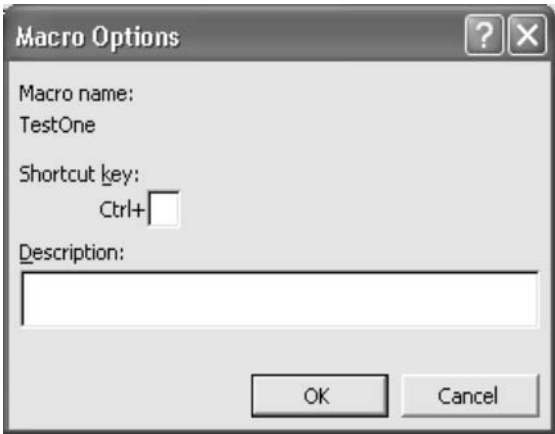 Macro Options
Macro name:
TestOne
Shortcut key:
Ctrl+
Description:
OK Cancel